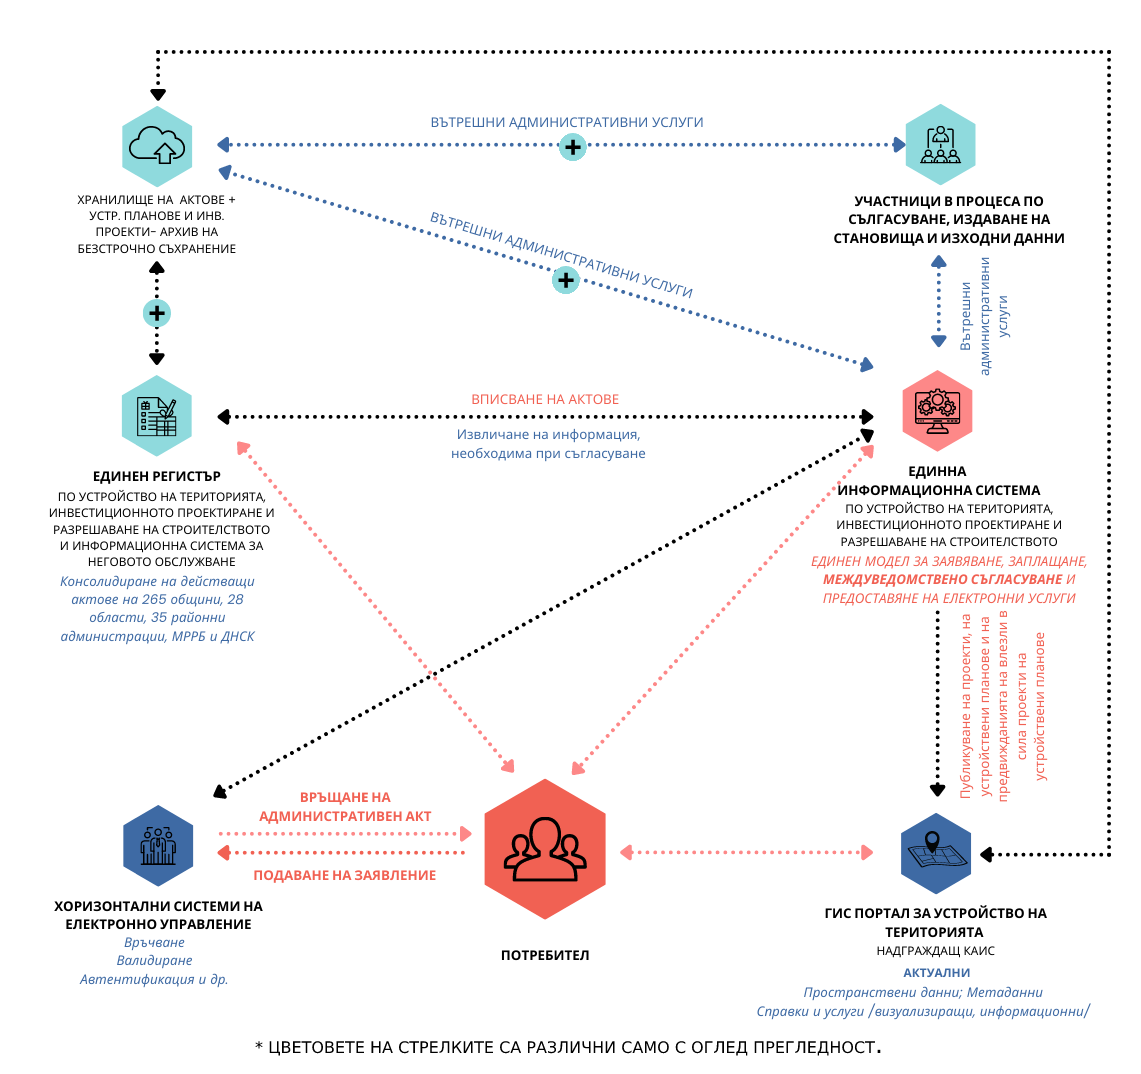 ВЪТРЕШНИ АДМИНИСТРАТИВНИ УСЛУГИ
ХРАНИЛИЩЕ НА АКТОВЕ +
УСТР. ПЛАНОВЕ И ИНВ.
ПРОЕКТИ– АРХИВ НА
БЕЗСТРОЧНО СЪХРАНЕНИЕ
УЧАСТНИЦИ В ПРОЦЕСА ПО
СЪЛГАСУВАНЕ, ИЗДАВАНЕ НА
СТАНОВИЩА И ИЗХОДНИ ДАННИ
ВЪТРЕШНИ АДМИНИСТРАТИВНИ УСЛУГИ
Вътрешни
административни
услуги
ВПИСВАНЕ НА АКТОВЕ
Извличане на информация,
необходима при съгласуване
ЕДИНЕН РЕГИСТЪР
ПО УСТРОЙСТВО НА ТЕРИТОРИЯТА,
ИНВЕСТИЦИОННОТО ПРОЕКТИРАНЕ И
РАЗРЕШАВАНЕ НА СТРОИТЕЛСТВОТО
И ИНФОРМАЦИОННА СИСТЕМА ЗА
НЕГОВОТО ОБСЛУЖВАНЕ
Консолидиране на действащи
актове на 265 общини, 28
области, 35 районни
администрации, МРРБ и ДНСК
ЕДИННА
ИНФОРМАЦИОННА СИСТЕМА
ПО УСТРОЙСТВО НА ТЕРИТОРИЯТА,
ИНВЕСТИЦИОННОТО ПРОЕКТИРАНЕ И
РАЗРЕШАВАНЕ НА СТРОИТЕЛСТВОТО
ЕДИНЕН МОДЕЛ ЗА ЗАЯВЯВАНЕ, ЗАПЛАЩАНЕ,
МЕЖДУВЕДОМСТВЕНО СЪГЛАСУВАНЕ И
ПРЕДОСТАВЯНЕ НА ЕЛЕКТРОННИ УСЛУГИ
Публикуване на проекти, на
устройствени планове и на
предвижданията на влезли в
сила проекти на
устройствени планове
ВРЪЩАНЕ НА
АДМИНИСТРАТИВЕН АКТ
ПОДАВАНЕ НА ЗАЯВЛЕНИЕ
ХОРИЗОНТАЛНИ СИСТЕМИ НА
ЕЛЕКТРОННО УПРАВЛЕНИЕ
Връчване
Валидиране
Автентификация и др.
ПОТРЕБИТЕЛ
ГИС ПОРТАЛ ЗА УСТРОЙСТВО НА
ТЕРИТОРИЯТА
НАДГРАЖДАЩ КАИС
АКТУАЛНИ
Пространствени данни; Метаданни
Справки и услуги /визуализиращи, информационни/
* ЦВЕТОВЕТЕ НА СТРЕЛКИТЕ СА РАЗЛИЧНИ САМО С ОГЛЕД ПРЕГЛЕДНОСТ.